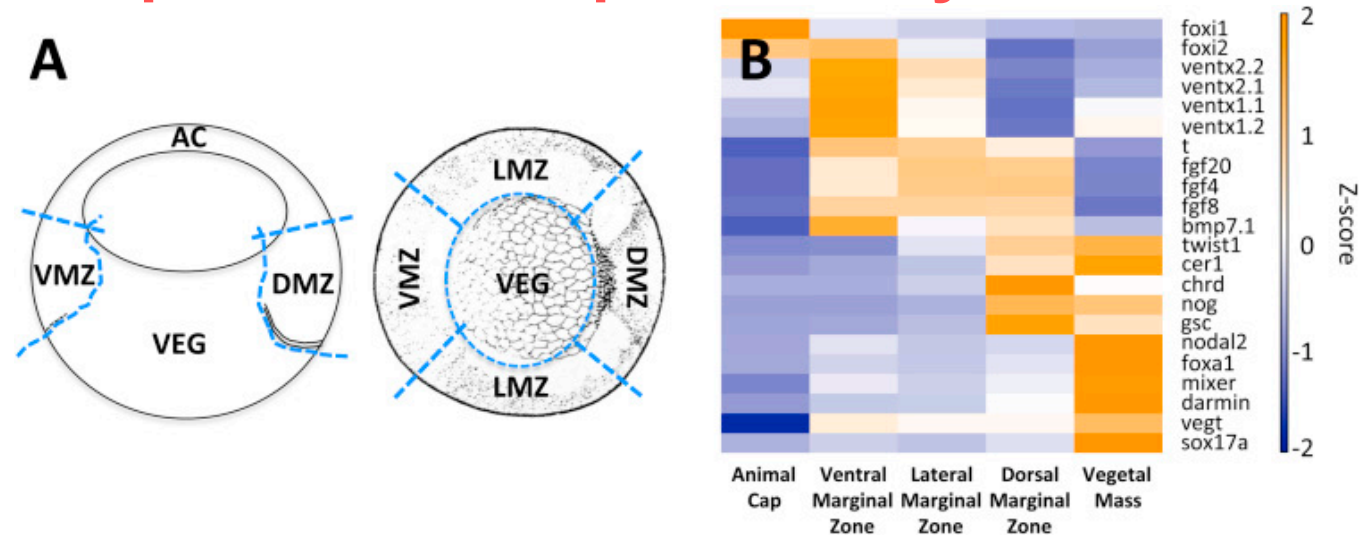 A
AC
VMZ
DMZ
VEG
LMZ
VMZ
VEG
DMZ
LMZ
B
foxi1
foxi2
ventx2.2
ventx2.1
ventx1.1
ventx1.2
t
fgf20
fgf4
fgf8
bmp7.1
twist1
cer1
chrd
nog
gsc
nodal2
foxa1
mixer
darmin
vegt
sox17a
Animal
Cap
Ventral
Marginal
Zone
Lateral
Marginal
Zone
Dorsal
Marginal
Zone
Vegetal
Mass
2
1
0
-1
-2
Z-score